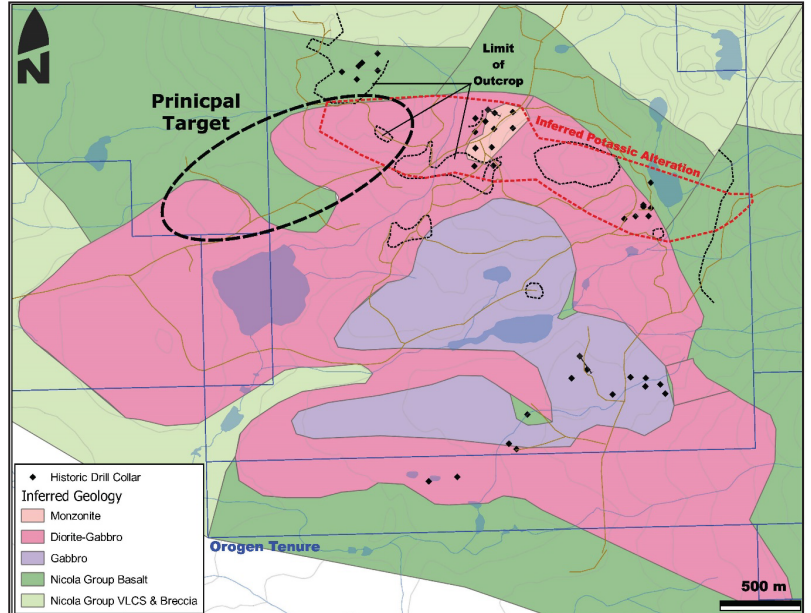 N
Limit
of
Outcrop
Prinicpal
Target
Inferred Potassic Alteration
Historic Drill Collar
Inferred Geology
Monzonite
Diorite-Gabbro
Gabbro
Nicola Group Basalt
Nicola Group VLCS & Breccia
Orogen Tenure
500 m